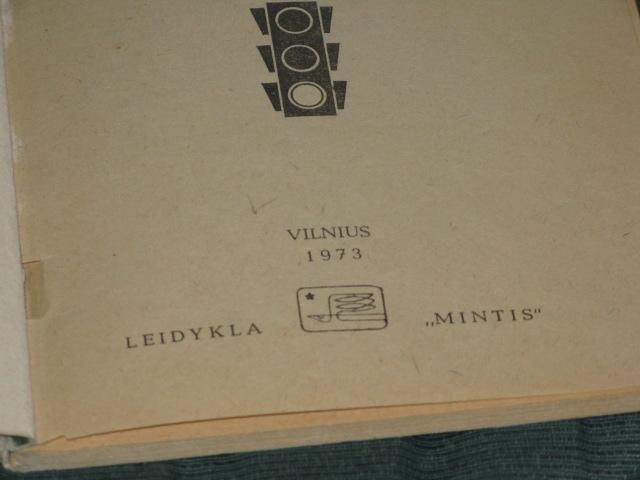 VILNIUS
1973
LEIDYKLA „MINTIS“